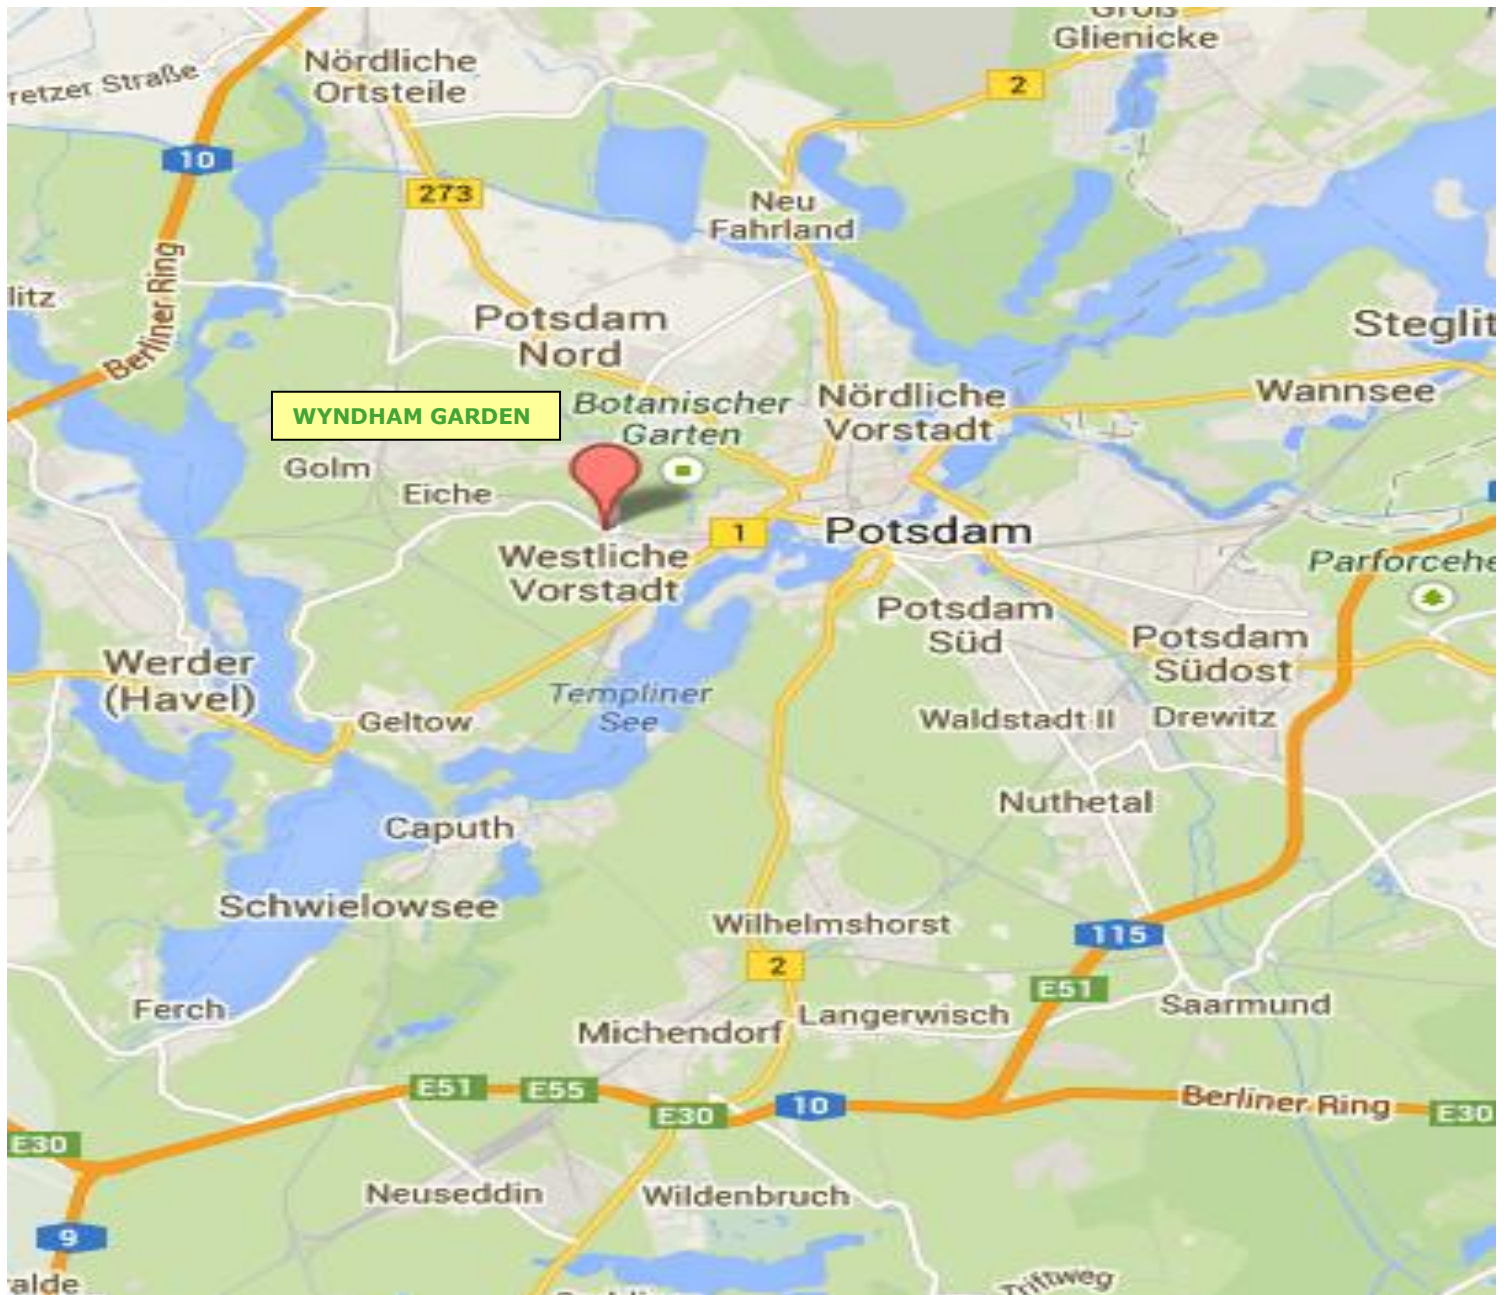 Groß
Glienicke
Nördliche
Ortsteile
retzer Straße
2
10
273
Neu
Fahrland
Berliner Ring
litz
Potsdam
Nord
Steglit
Wannsee
WYNDHAM GARDEN
Botanischer
Garten
Nördliche
Vorstadt
Golm
Eiche
1
Potsdam
Westliche
Vorstadt
Parforcehe
Potsdam
Süd
Potsdam
Südost
Werder
(Havel)
Templiner
See
Geltow
Waldstadt II
Drewitz
Nuthetal
Caputh
Schwielowsee
Wilhelmshorst
115
2
E51
Ferch
Langerwisch
Saarmund
Michendorf
E51
E55
E30
10
Berliner Ring
E30
E30
Neuseddin
Wildenbruch
9
alde
Triftweg